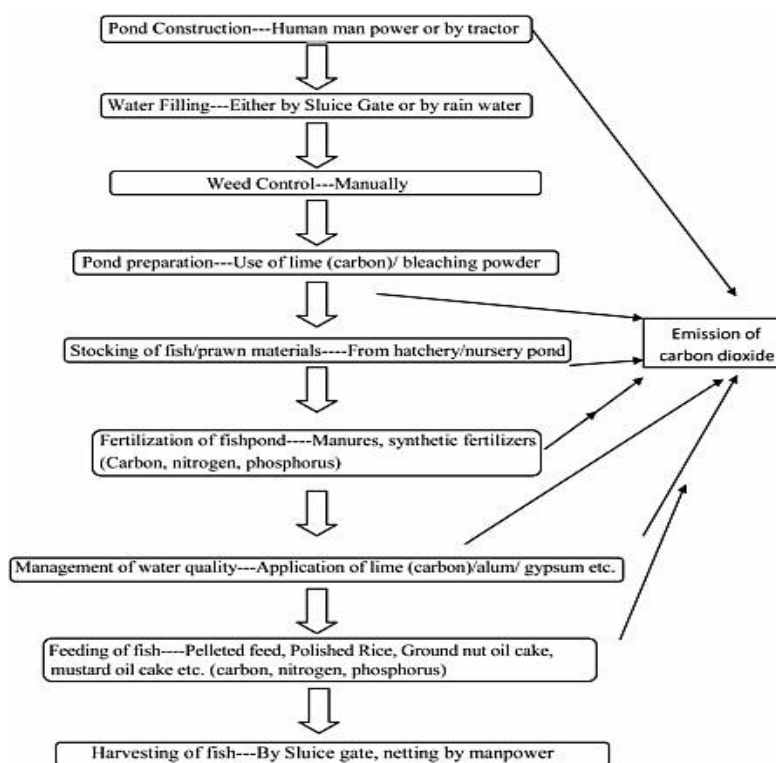 Pond Construction---Human man power or by tractor
Water Filling---Either by Sluice Gate or by rain water
Weed Control---Manually
Pond preparation---Use of lime (carbon)/ bleaching powder
Emission of
carbon dioxide
Stocking of fish/prawn materials----From hatchery/nursery pond
Fertilization of fishpond----Manures, synthetic fertilizers
(Carbon, nitrogen, phosphorus)
Management of water quality---Application of lime (carbon)/alum/ gypsum etc.
Feeding of fish----Pelleted feed, Polished Rice, Ground nut oil cake,
mustard oil cake etc. (carbon, nitrogen, phosphorus)
Harvesting of fish---By Sluice gate, netting by manpower